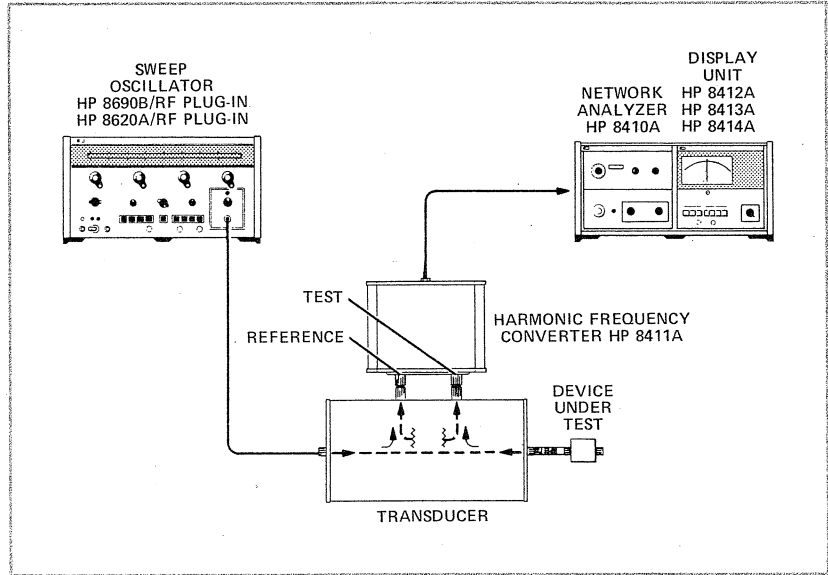 SWEEP
OSCILLATOR
HP 8690B/RF PLUG-IN
HP 8620A/RF PLUG-IN
DISPLAY
UNIT
NETWORK HP 8412A
ANALYZER HP 8413A
HP 8410A HP 8414A
TEST
REFERENCE
HARMONIC FREQUENCY
CONVERTER HP 8411A
DEVICE
UNDER
TEST
TRANSDUCER